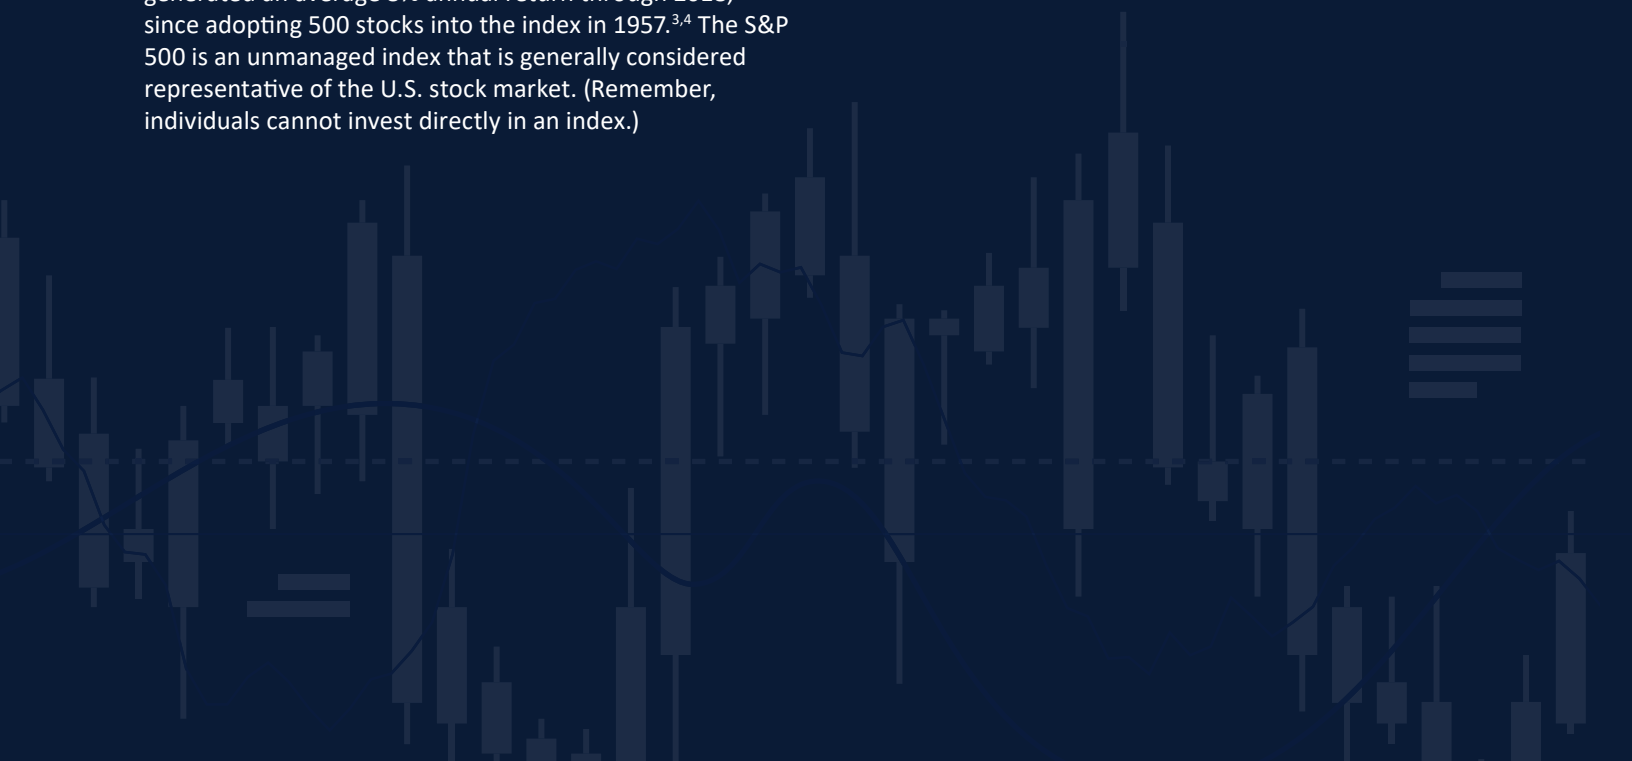 since adopting 500 stocks into the index in 1957.3,4 The S&P
500 is an unmanaged index that is generally considered
representative of the U.S. stock market. (Remember,
individuals cannot invest directly in an index.)